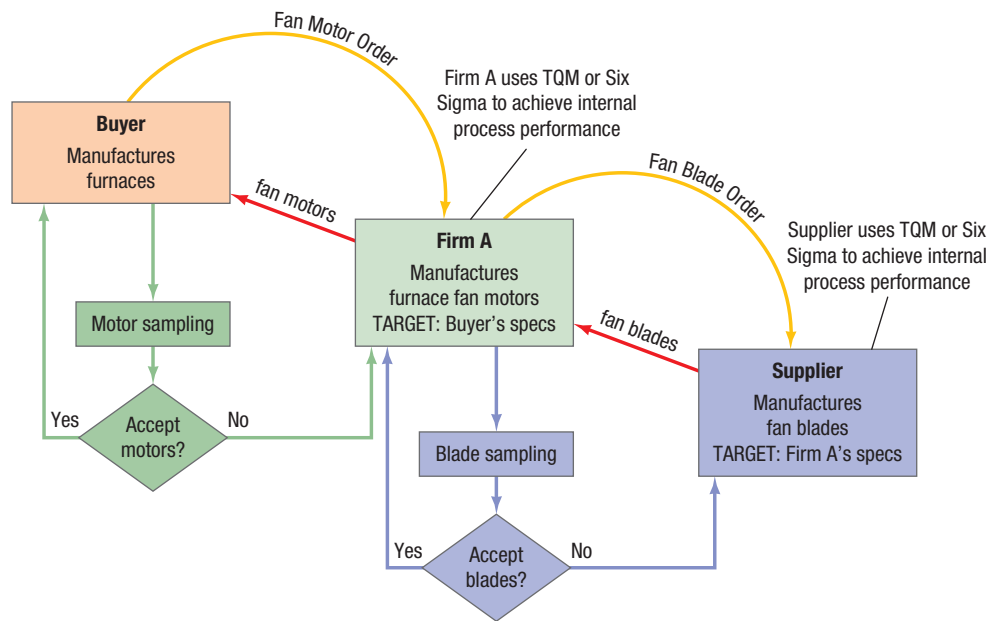 Fan Motor Order
Firm A uses TQM or Six
Sigma to achieve internal
process performance
Buyer
Manufactures
furnaces
fan motors
Fan Blade Order
Supplier uses TQM or Six
Sigma to achieve internal
process performance
Firm A
Manufactures
furnace fan motors
TARGET: Buyer's specs
Motor sampling
fan blades
Supplier
Manufactures
fan blades
TARGET: Firm A's specs
Yes
Accept
motors?
No
Blade sampling
Yes
Accept
blades?
No